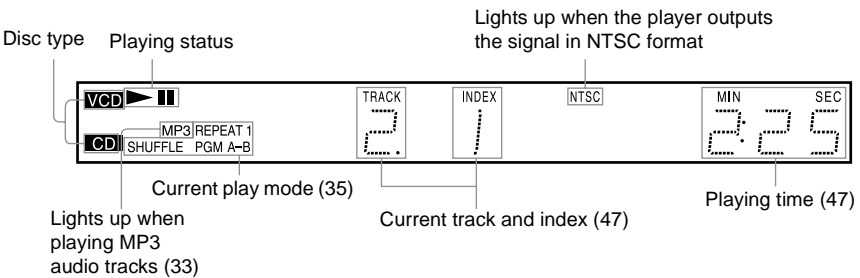 Lights up when the player outputs
the signal in NTSC format
Disc type
Playing status
VCD
TRACK
INDEX
NTSC
MIN
SEC
2.
1
2:25
MP3 REPEAT 1
CD
SHUFFLE PGM A–B
Current play mode (35)
Current track and index (47)
Playing time (47)
Lights up when
playing MP3
audio tracks (33)